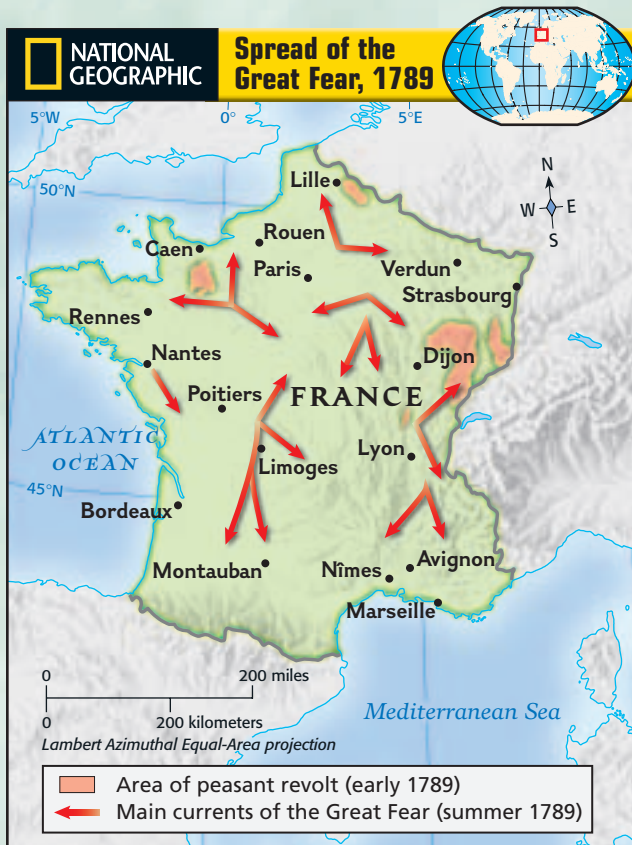 NATIONAL
GEOGRAPHIC
Spread of the
Great Fear, 1789
5°W
0°
5°E
50°N
N
W
E
S
Lille
Rouen
Caen
Paris
Verdun
Strasbourg
Rennes
Nantes
Dijon
Poitiers
FRANCE
ATLANTIC
OCEAN
Limoges
Lyon
45°N
Bordeaux
Montauban
Nîmes
Avignon
Marseille
0
200 miles
0
200 kilometers
Lambert Azimuthal Equal-Area projection
Mediterranean Sea
Area of peasant revolt (early 1789)
Main currents of the Great Fear (summer 1789)